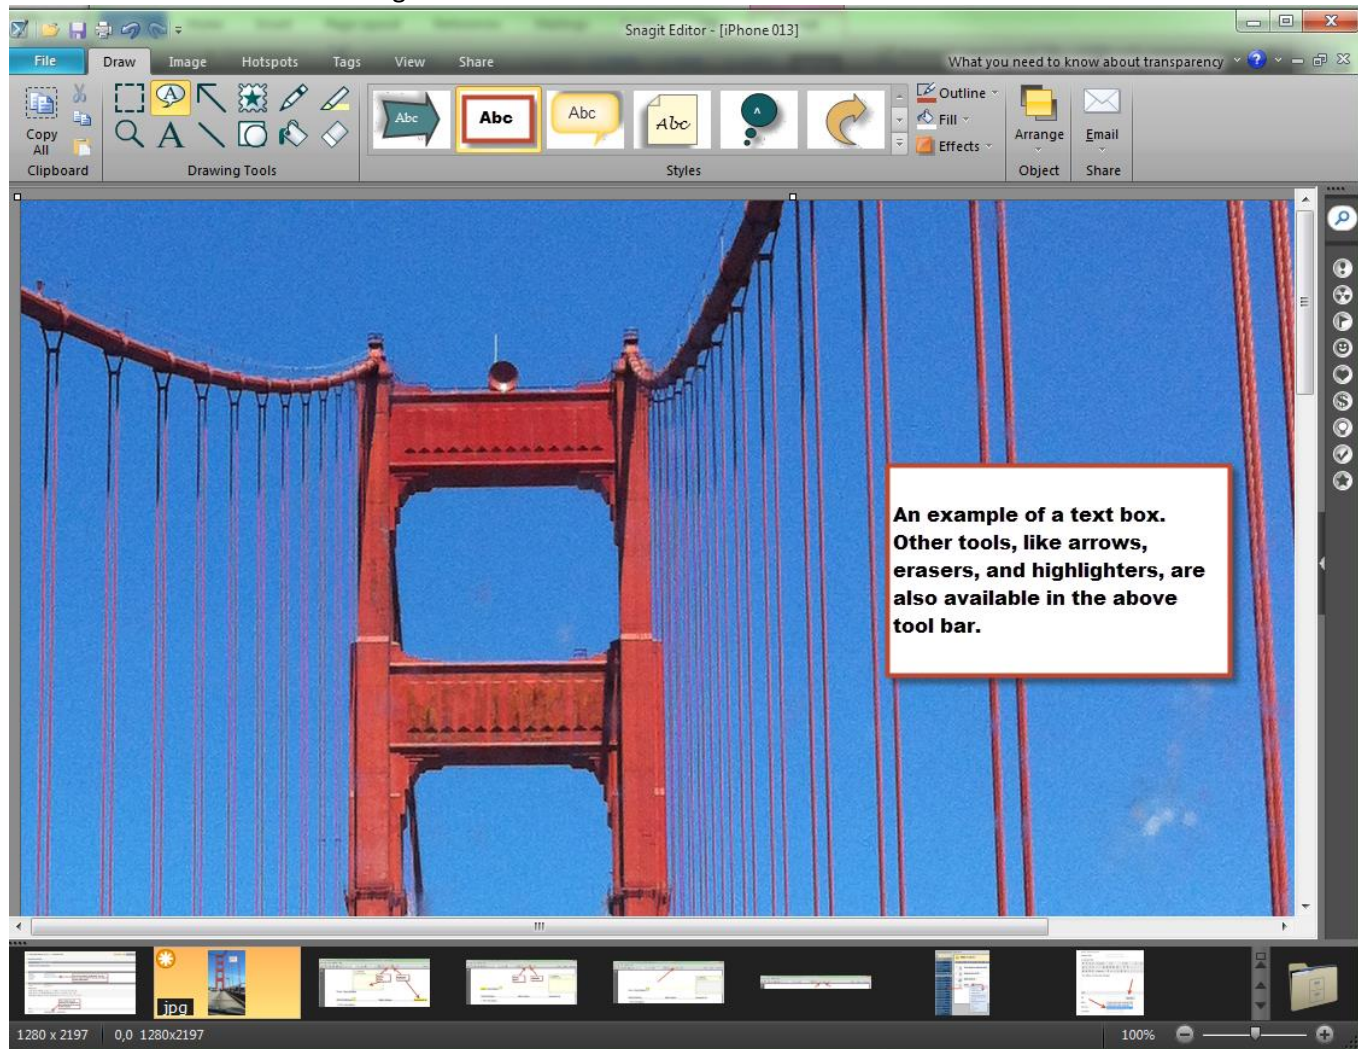 Snagit Editor - [iPhone 013]
File Draw Image Hotspots Tags View Share What you need to know about transparency
Copy All
Clipboard
A
A
Drawing Tools
Abc Abc Abc Abc
Styles
Outline
Fill
Effects
Arrange
Object
Email
Share
An example of a text box.
Other tools, like arrows,
erasers, and highlighters, are
also available in the above
tool bar.
jpg
1280 x 2197 0,0 1280x2197 100%